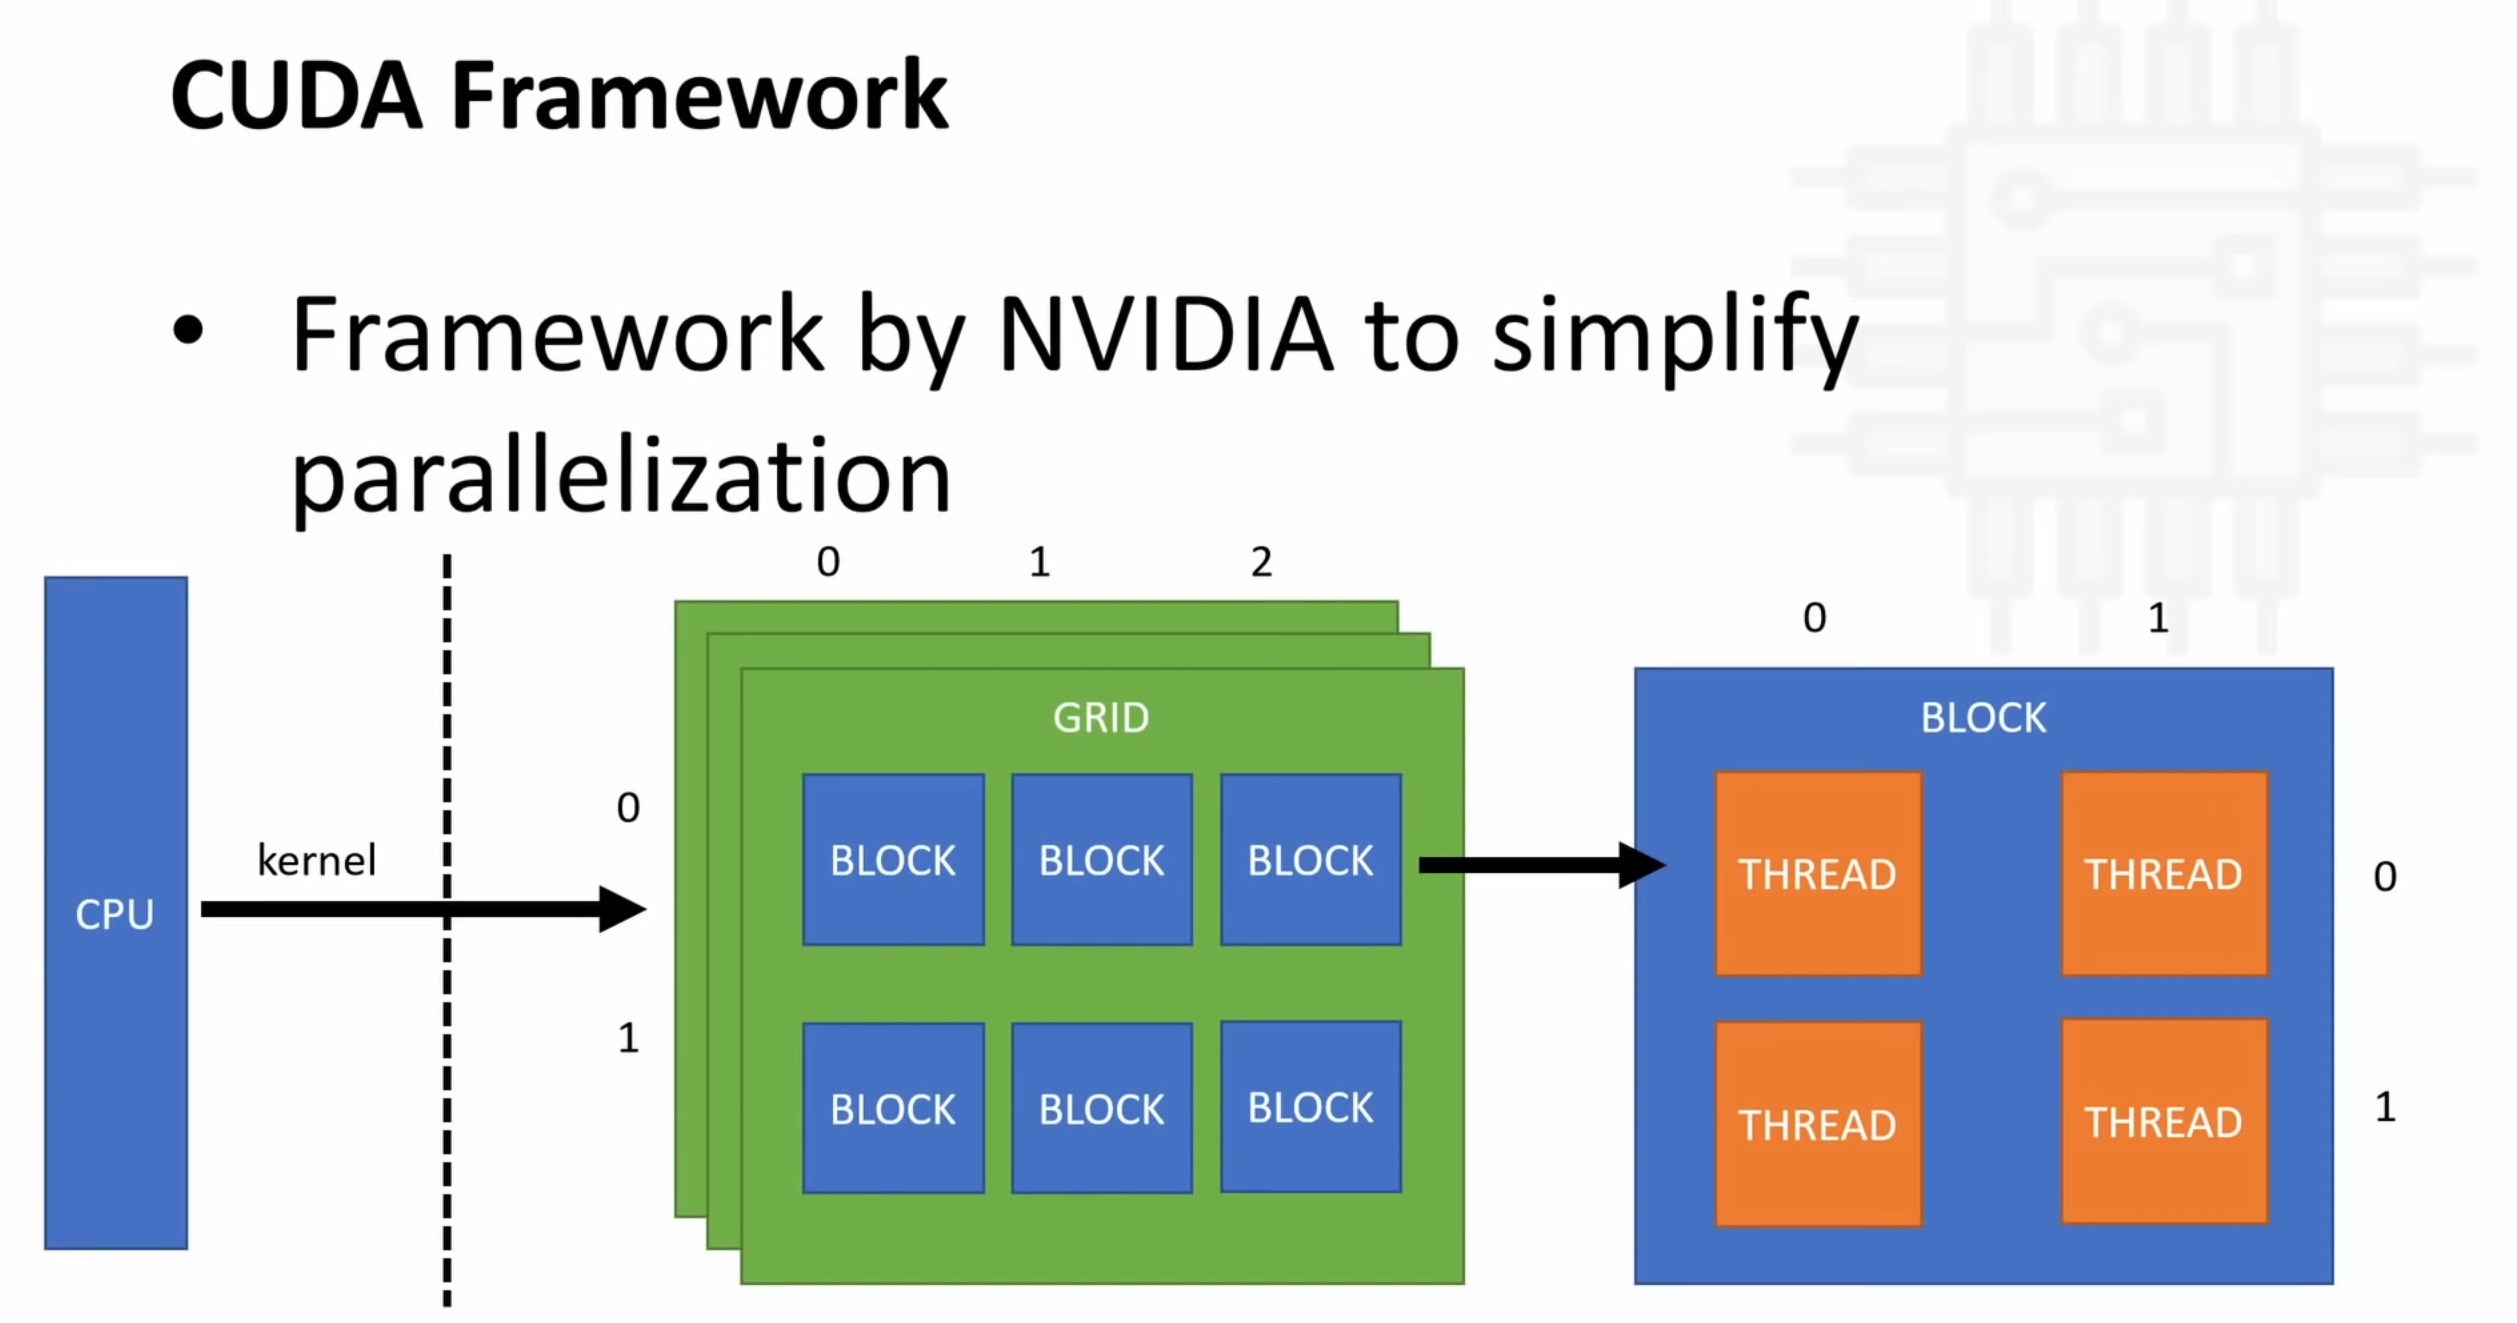 CUDA Framework
• Framework by NVIDIA to simplify
parallelization
0 1 2
0 1
GRID
BLOCK
0
BLOCK BLOCK BLOCK
kernel
CPU
THREAD THREAD
0
1
BLOCK BLOCK BLOCK
THREAD THREAD
1